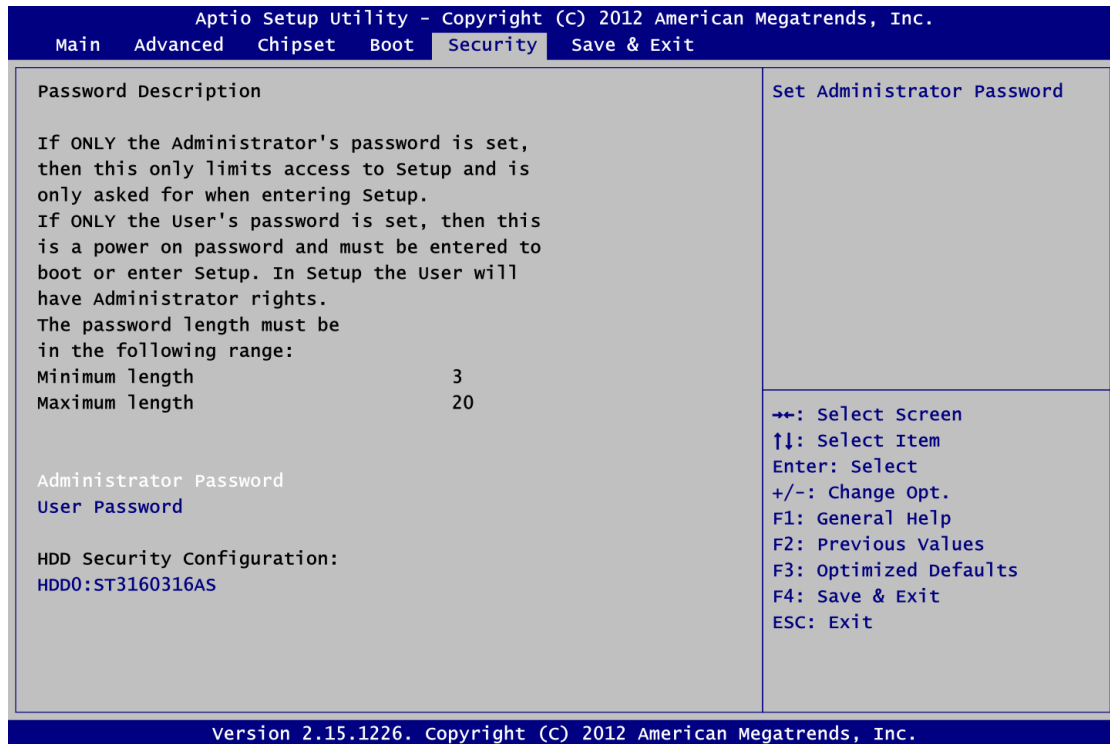 Aptio Setup Utility - Copyright (C) 2012 American Megatrends, Inc.
Main Advanced Chipset Boot Security Save & Exit
Password Description
If ONLY the Administrator's password is set,
then this only limits access to Setup and is
only asked for when entering Setup.
If ONLY the User's password is set, then this
is a power on password and must be entered to
boot or enter Setup. In Setup the User will
have Administrator rights.
The password length must be
in the following range:
Minimum length 3
Maximum length 20
Administrator Password
User Password
HDD Security Configuration:
HDD0:ST3160316AS
Set Administrator Password
→←: Select Screen
↑↓: Select Item
Enter: Select
+/-: Change Opt.
F1: General Help
F2: Previous Values
F3: Optimized Defaults
F4: Save & Exit
ESC: Exit
Version 2.15.1226. Copyright (C) 2012 American Megatrends, Inc.